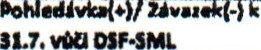 Pohledávka(+)/ Závazek(-) k
31.7. vůči DSF-SML